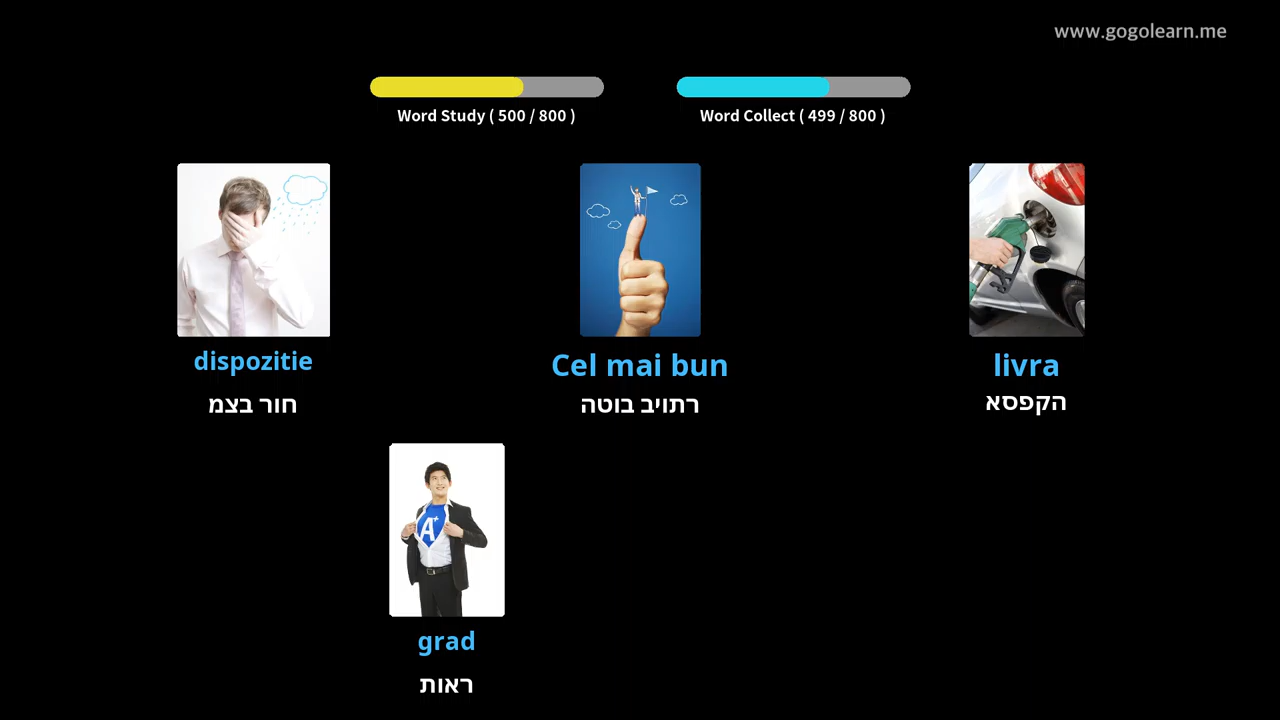 www.gogolearn.me
Word Study ( 500 / 800 )
Word Collect ( 499 / 800 )
dispozitie
חור בצמ
Cel mai bun
רתויב בוטה
livra
הקפסא
A+
grad
ראות